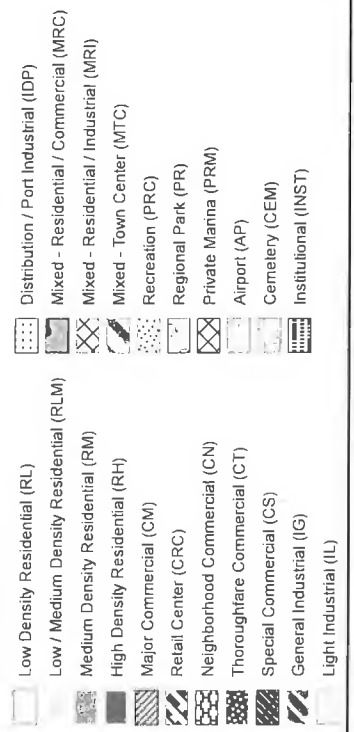 Low Density Residential (RL)
Low / Medium Density Residential (RLM)
Medium Density Residential (RM)
High Density Residential (RH)
Major Commercial (CM)
Retail Center (CRC)
Neighborhood Commercial (CN)
Thoroughfare Commercial (CT)
Special Commercial (CS)
General Industrial (IG)
Light Industrial (IL)
Distribution / Port Industrial (IDP)
Mixed - Residential / Commercial (MRC)
Mixed - Residential / Industrial (MRI)
Mixed - Town Center (MTC)
Recreation (PRC)
Regional Park (PR)
Private Marina (PRM)
Airport (AP)
Cemetery (CEM)
Institutional (INST)